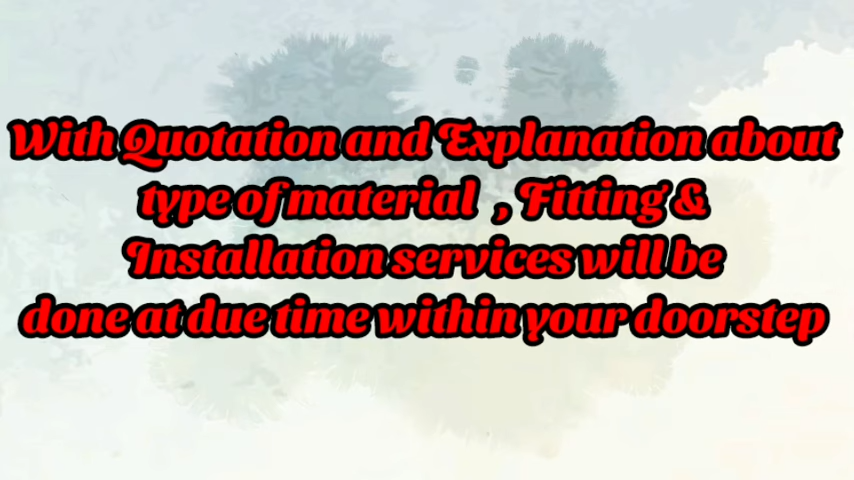 With Quotation and Explanation about
type of material , Fitting &
Installation services will be
done at due time within your doorstep